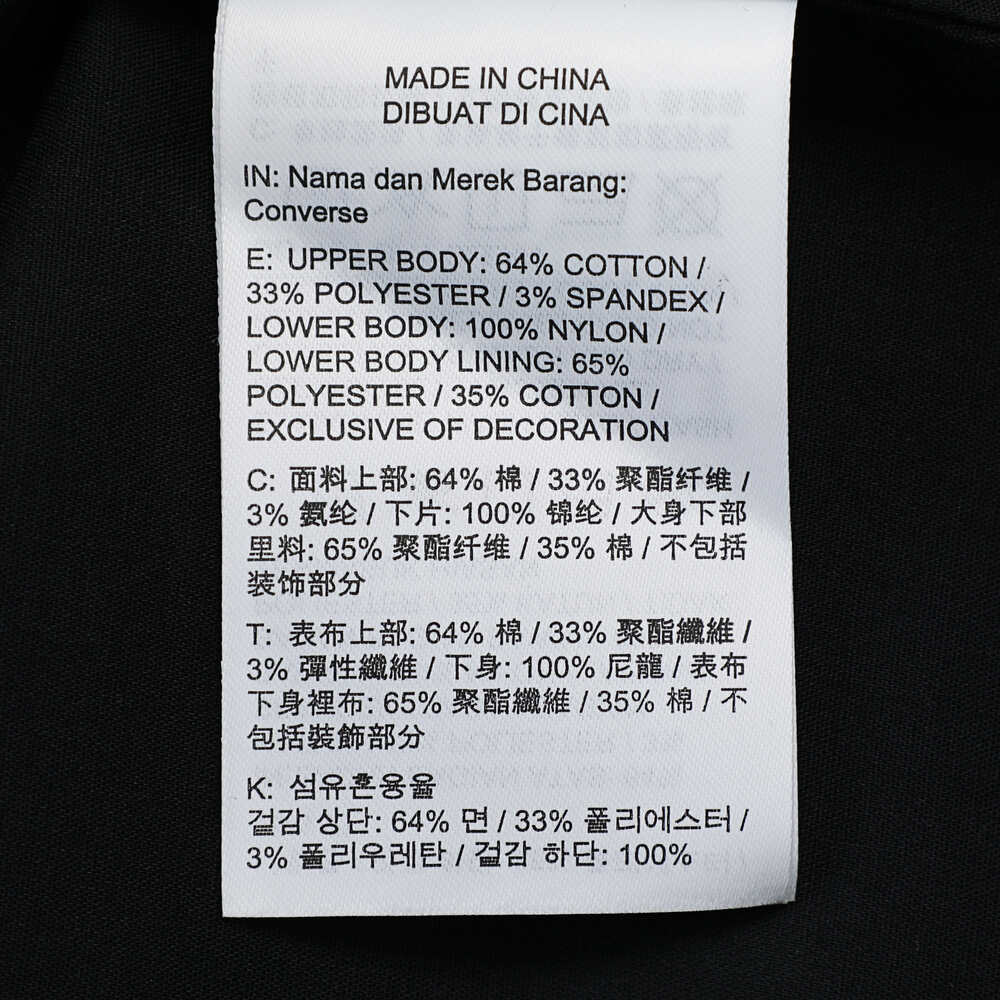 MADE IN CHINA
DIBUAT DI CINA
IN: Nama dan Merek Barang:
Converse
E: UPPER BODY: 64% COTTON /
33% POLYESTER / 3% SPANDEX /
LOWER BODY: 100% NYLON /
LOWER BODY LINING: 65%
POLYESTER / 35% COTTON /
EXCLUSIVE OF DECORATION
C: 面料上部: 64% 棉 / 33% 聚酯纤维 /
3% 氨纶 / 下片: 100% 锦纶 / 大身下部
里料: 65% 聚酯纤维 / 35% 棉 / 不包括
装饰部分
T: 表布上部: 64% 棉 / 33% 聚酯纖維 /
3% 彈性纖維 / 下身: 100% 尼龍 / 表布
下身裡布: 65% 聚酯纖維 / 35% 棉 / 不
包括裝飾部分
K: 섬유혼용율
겉감 상단: 64% 면 / 33% 폴리에스터 /
3% 폴리우레탄 / 겉감 하단: 100%